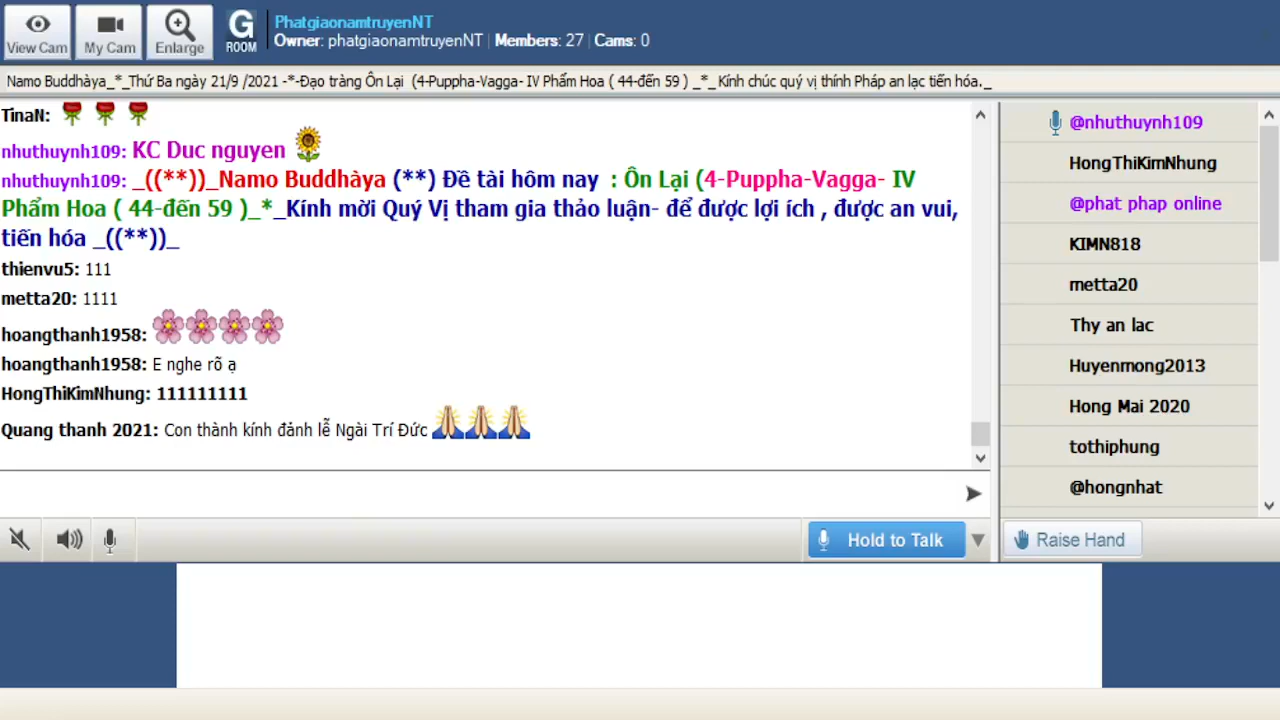 View Cam
My Cam
Enlarge
G
ROOM
PhatgiaonamtruyenNT
Owner: phatgiaonamtruyenNT | Members: 27 | Cams: 0
Namo Buddhàya_*_Thứ Ba ngày 21/9 /2021 -*-Đạo tràng Ôn Lại  (4-Puppha-Vagga- IV Phẩm Hoa ( 44-đến 59 ) _*_Kính chúc quý vị thính Pháp an lạc tiến hóa._
TinaN:
nhuthuynh109: KC Duc nguyen
nhuthuynh109: _((**))_Namo Buddhàya (**) Đề tài hôm nay  : Ôn Lại (4-Puppha-Vagga- IV
Phẩm Hoa ( 44-đến 59 )_*_Kính mời Quý Vị tham gia thảo luận- để được lợi ích , được an vui,
tiến hóa _((**))_
thienvu5: 111
metta20: 1111
hoangthanh1958:
hoangthanh1958: E nghe rõ ạ
HongThiKimNhung: 111111111
Quang thanh 2021: Con thành kính đảnh lễ Ngài Trí Đức
@nhuthuynh109
HongThiKimNhung
@phat phap online
KIMN818
metta20
Thy an lac
Huyenmong2013
Hong Mai 2020
tothiphung
@hongnhat
Hold to Talk
Raise Hand